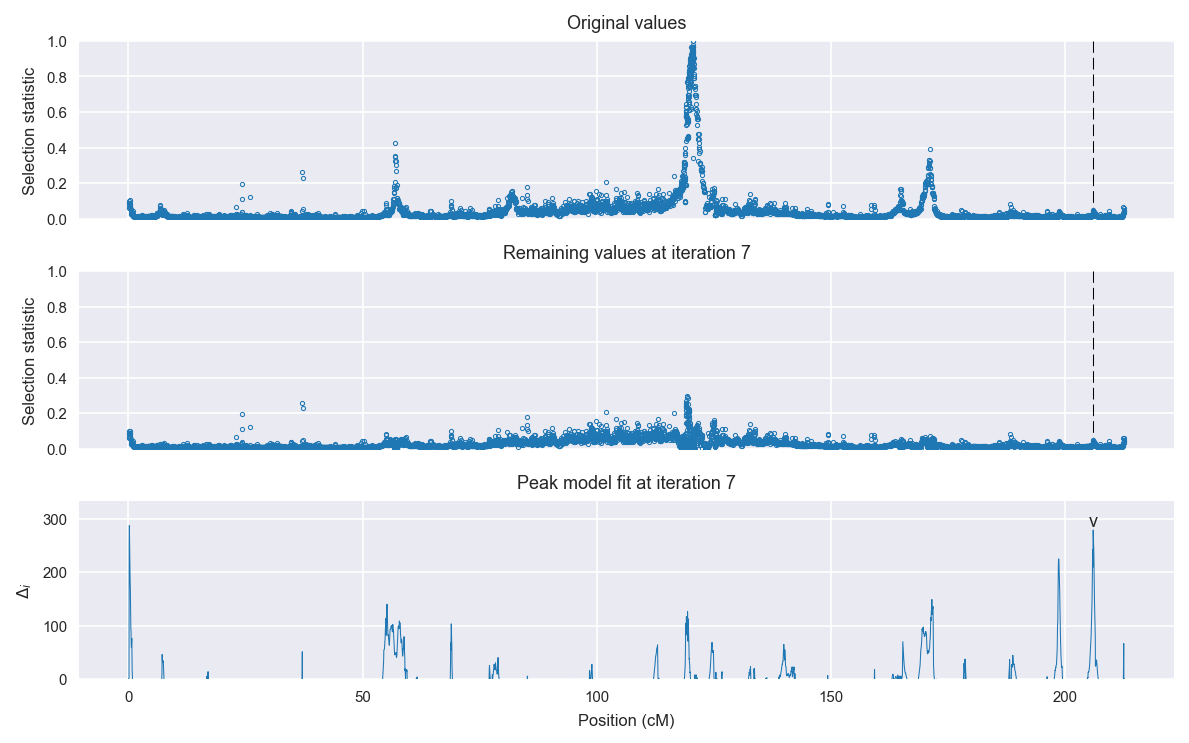 Original values
1.0
0.8
0.6
0.4
0.2
0.0
Selection statistic
Remaining values at iteration 7
1.0
0.8
0.6
0.4
0.2
0.0
Selection statistic
Peak model fit at iteration 7
v
300
200
100
0
Δi
0 50 100 150 200
Position (cM)